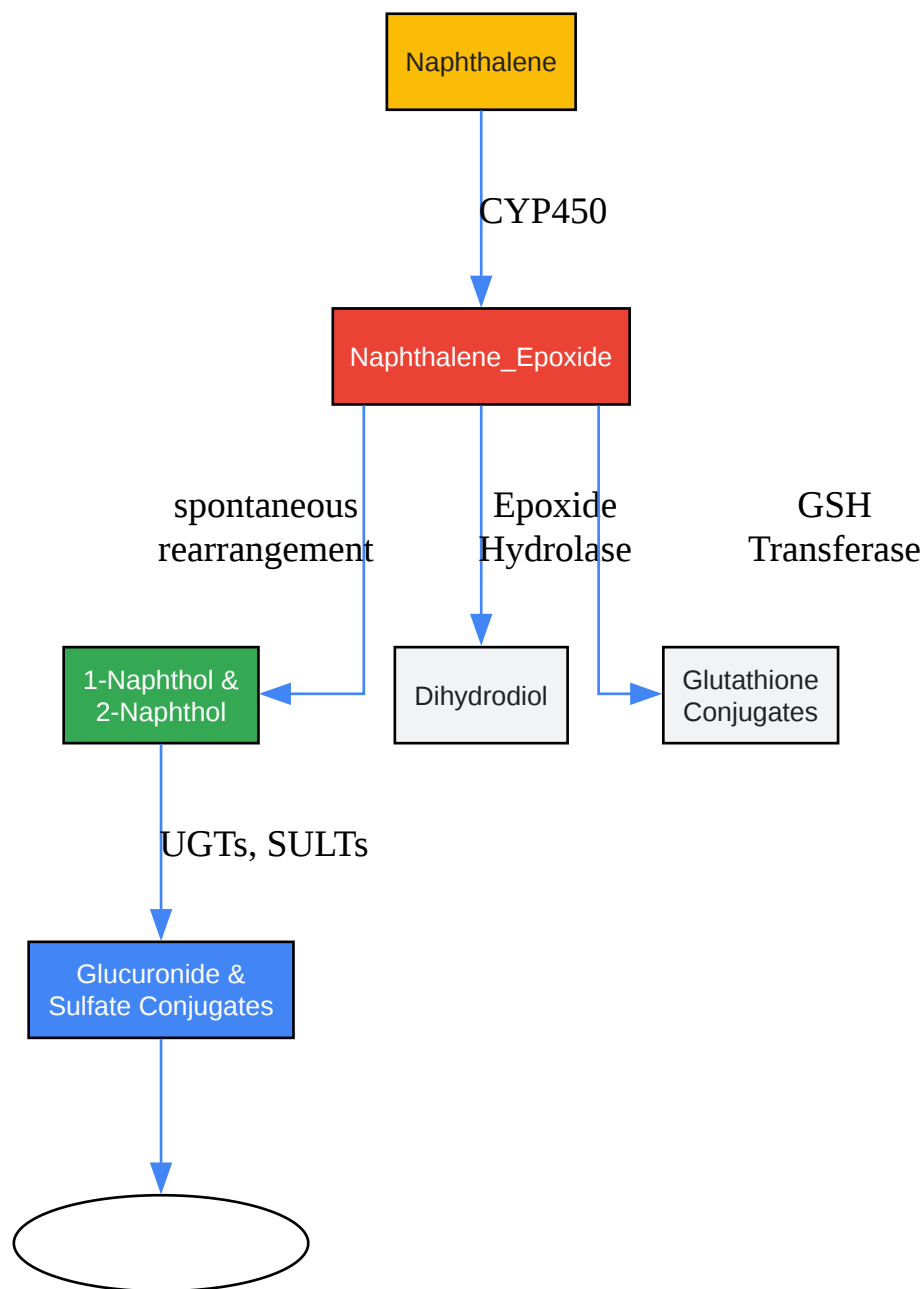 Naphthalene
CYP450
Naphthalene_Epoxide
spontaneous
rearrangement
Epoxide
Hydrolase
GSH
Transferase
1-Naphthol &
2-Naphthol
Dihydrodiol
Glutathione
Conjugates
UGTs, SULTs
Glucuronide &
Sulfate Conjugates